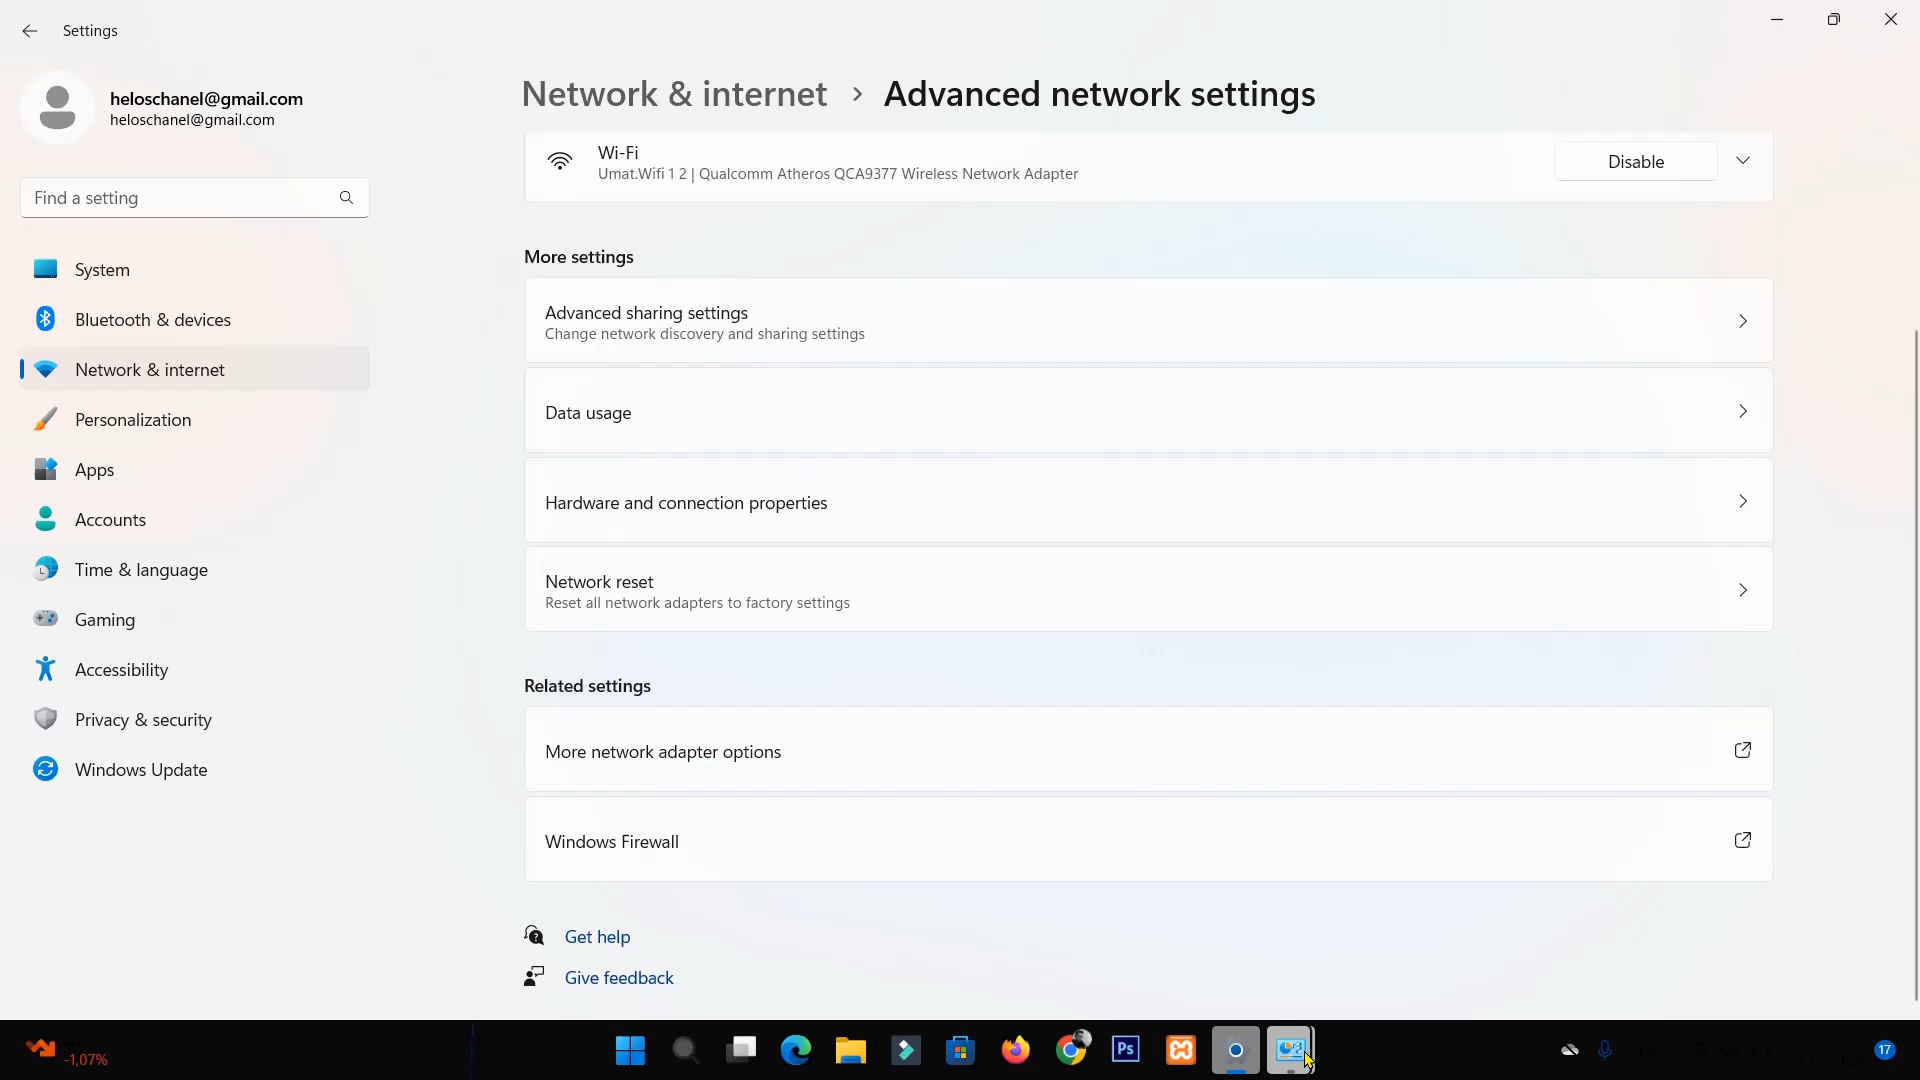 Settings
heloschanel@gmail.com
heloschanel@gmail.com
Find a setting
System
Bluetooth & devices
Network & internet
Personalization
Apps
Accounts
Time & language
Gaming
Accessibility
Privacy & security
Windows Update
Network & internet > Advanced network settings
Wi-Fi
Umat.Wifi 1 2 | Qualcomm Atheros QCA9377 Wireless Network Adapter
Disable
More settings
Advanced sharing settings
Change network discovery and sharing settings
Data usage
Hardware and connection properties
Network reset
Reset all network adapters to factory settings
Related settings
More network adapter options
Windows Firewall
Get help
Give feedback
-1,07%
Ps
17